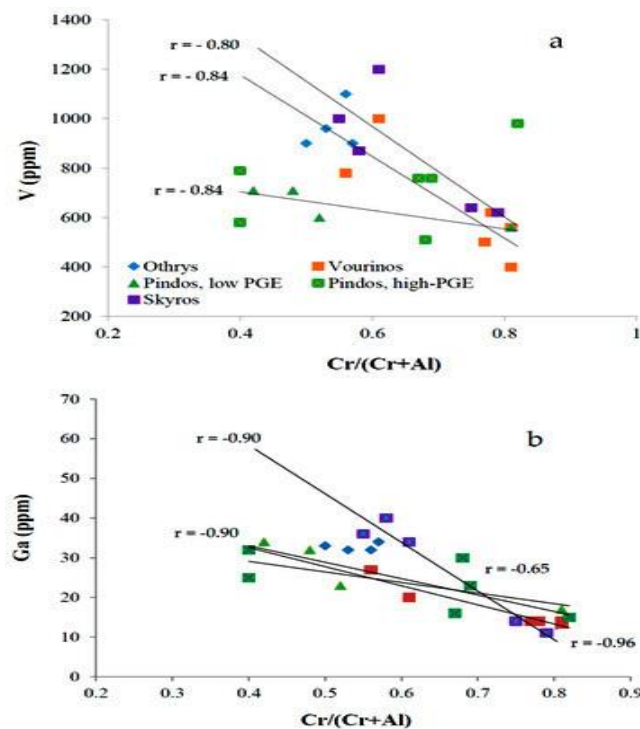 a
1400
r = - 0.80
1200
r = - 0.84
1000
V (ppm)
800
r = - 0.84
600
Othrys
Vourinos
400
Pindos, low PGE
Pindos, high-PGE
Skyros
200
0.2
0.4
0.6
0.8
1
Cr/(Cr+Al)
b
70
60
r = -0.90
50
Ga (ppm)
40
r = -0.90
30
r = -0.65
20
10
r = -0.96
0
0.2
0.3
0.4
0.5
0.6
0.7
0.8
0.9
Cr/(Cr+Al)